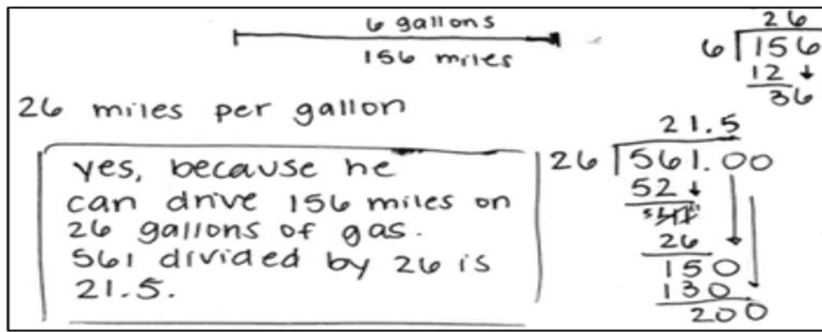 6 gallons
156 miles
26
6 156
12
36
26 miles per gallon
yes, because he
can drive 156 miles on
26 gallons of gas.
561 divided by 26 is
21.5.
21.5
26 561.00
52
26
150
130
200